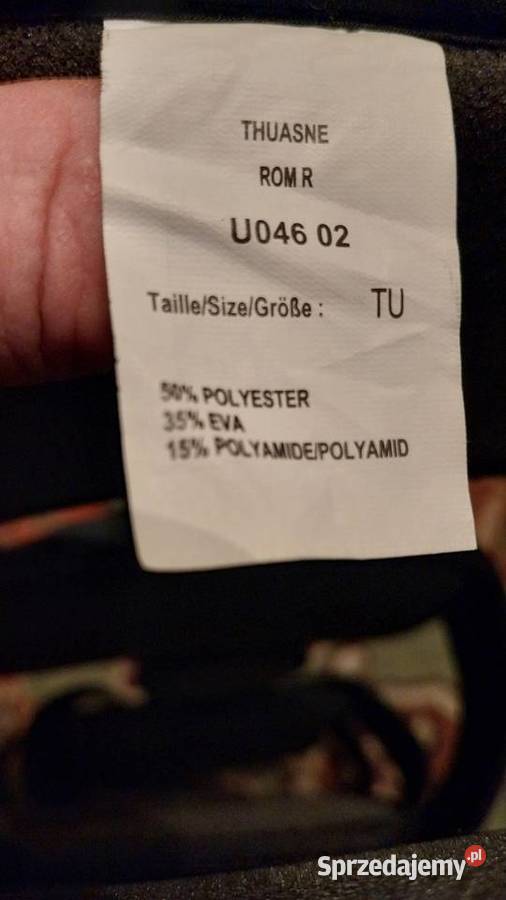 THUASNE
ROM R
U046 02
Taille/Size/Größe : TU
50% POLYESTER
35% EVA
15% POLYAMIDE/POLYAMID
Sprzedajemy.pl